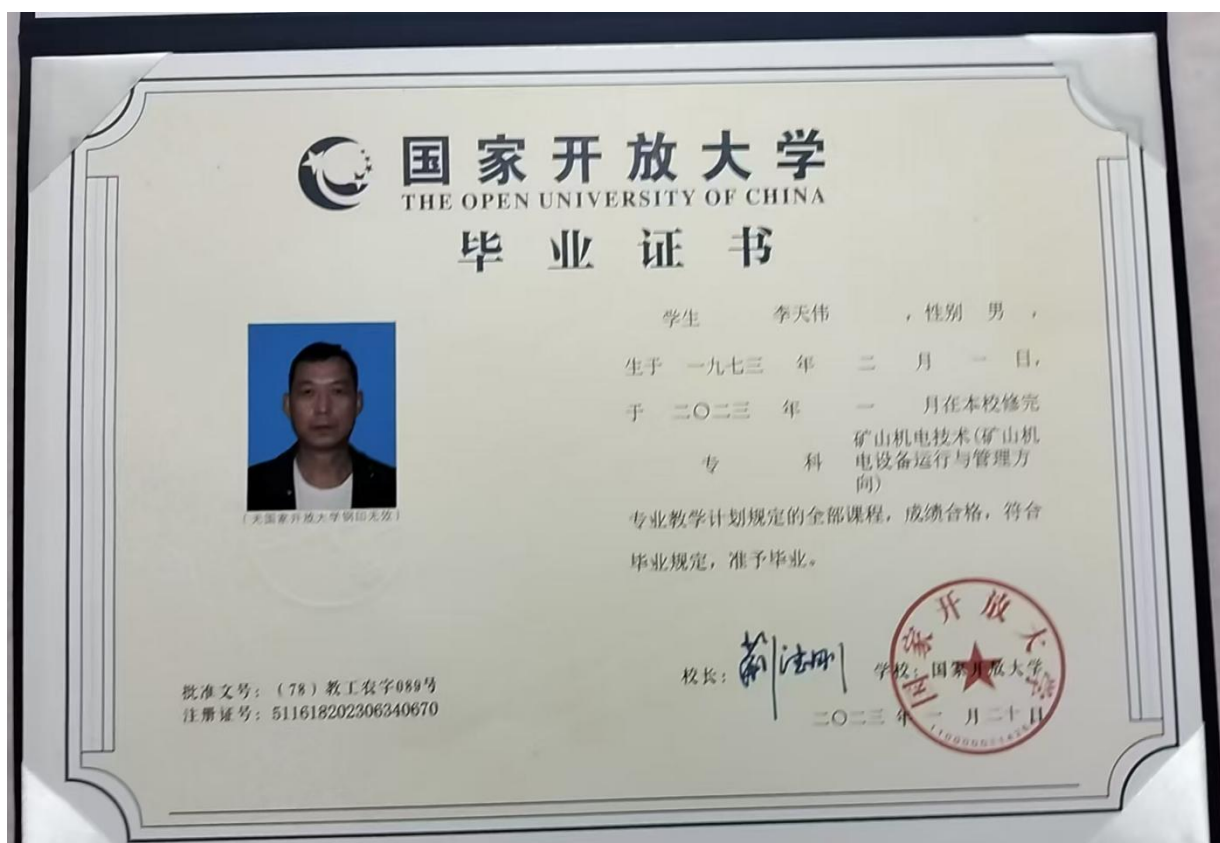 国家开放大学
THE OPEN UNIVERSITY OF CHINA
毕业证书
学生 李天伟 ，性别 男 ，
生于 一九七三 年 二 月 一 日，
于 二〇二三 年 一 月在本校修完
专 科 矿山机电技术(矿山机
电设备运行与管理方
向)
专业教学计划规定的全部课程，成绩合格，符合
毕业规定，准予毕业。
(无国家开放大学钢印无效)
校长：荆德刚 学校：国家开放大学
二〇二三 年 一 月二十日
国家开放大学
批准文号：(78)教工农字089号
注册证号：511618202306340670